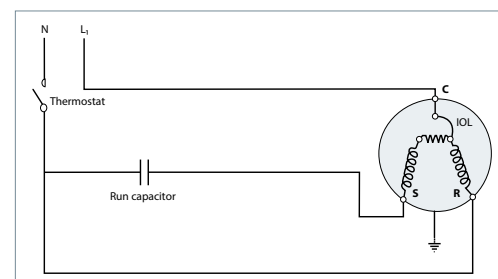 N L₁
C
Thermostat
IOL
Run capacitor
S R